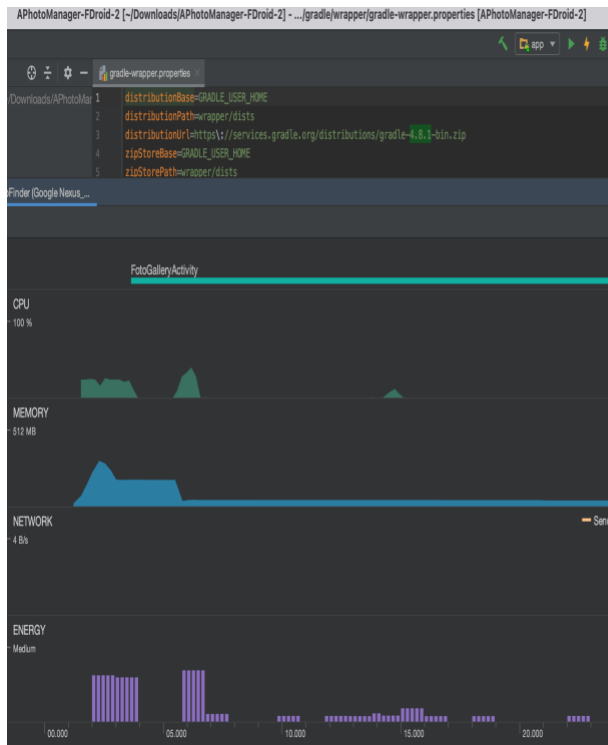 APhotoManager-FDroid-2 [~/Downloads/APhotoManager-FDroid-2] - .../gradle/wrapper/gradle-wrapper.properties [APhotoManager-FDroid-2]
app
gradle-wrapper.properties
/Downloads/APhotoMar
1 distributionBase=GRADLE_USER_HOME
2 distributionPath=wrapper/dists
3 distributionUrl=https\://services.gradle.org/distributions/gradle-4.8.1-bin.zip
4 zipStoreBase=GRADLE_USER_HOME
5 zipStorePath=wrapper/dists
oFinder (Google Nexus_...
FotoGalleryActivity
CPU
100 %
MEMORY
512 MB
NETWORK
Send
4 B/s
ENERGY
Medium
00.000 05.000 10.000 15.000 20.000